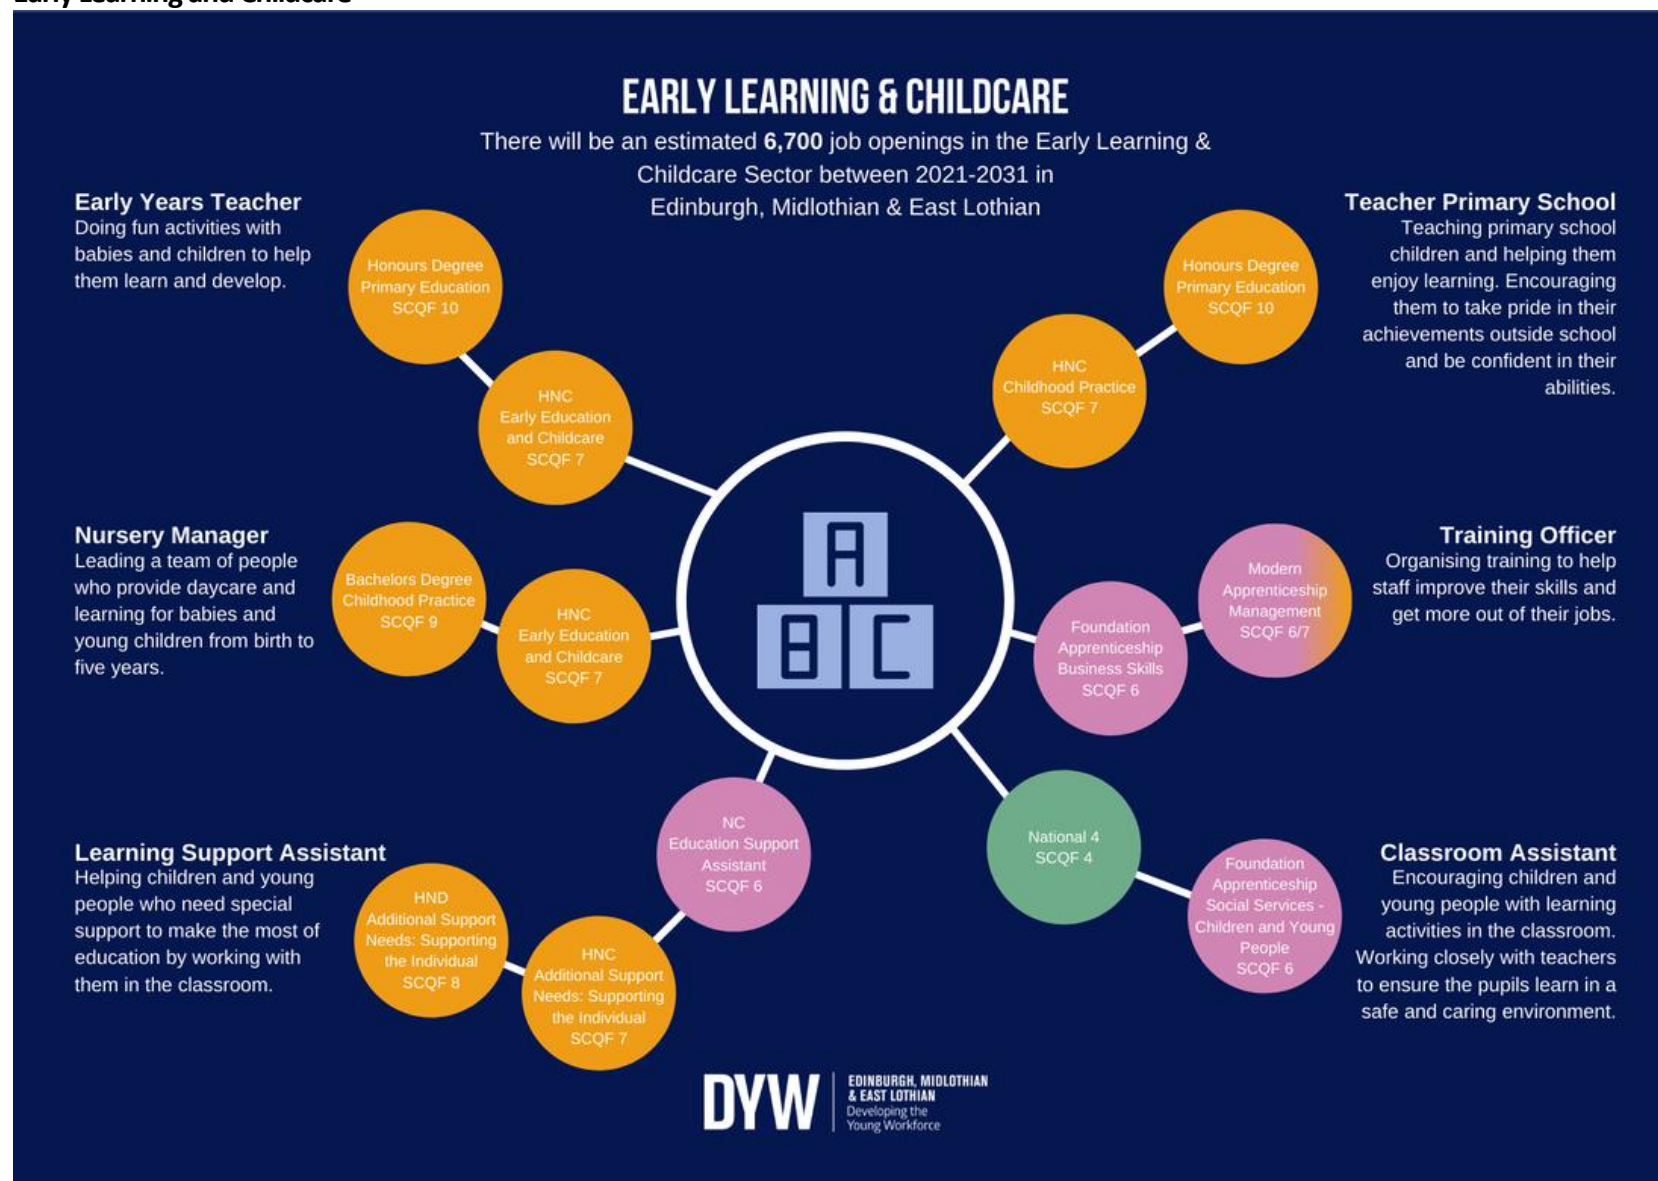 Early Learning and Childcare
EARLY LEARNING & CHILDCARE
There will be an estimated 6,700 job openings in the Early Learning &
Childcare Sector between 2021-2031 in
Edinburgh, Midlothian & East Lothian
Early Years Teacher
Doing fun activities with
babies and children to help
them learn and develop.
Honours Degree
Primary Education
SCQF 10
HNC
Early Education
and Childcare
SCQF 7
HNC
Childhood Practice
SCQF 7
Honours Degree
Primary Education
SCQF 10
Teacher Primary School
Teaching primary school
children and helping them
enjoy learning. Encouraging
them to take pride in their
achievements outside school
and be confident in their
abilities.
Nursery Manager
Leading a team of people
who provide daycare and
learning for babies and
young children from birth to
five years.
Bachelors Degree
Childhood Practice
SCQF 9
HNC
Early Education
and Childcare
SCQF 7
A
B C
Foundation
Apprenticeship
Business Skills
SCQF 6
Modern
Apprenticeship
Management
SCQF 6/7
Training Officer
Organising training to help
staff improve their skills and
get more out of their jobs.
Learning Support Assistant
Helping children and young
people who need special
support to make the most of
education by working with
them in the classroom.
HND
Additional Support
Needs: Supporting
the Individual
SCQF 8
HNC
Additional Support
Needs: Supporting
the Individual
SCQF 7
NC
Education Support
Assistant
SCQF 6
National 4
SCQF 4
Foundation
Apprenticeship
Social Services -
Children and Young
People
SCQF 6
Classroom Assistant
Encouraging children and
young people with learning
activities in the classroom.
Working closely with teachers
to ensure the pupils learn in a
safe and caring environment.
DYW
EDINBURGH, MIDLOTHIAN
& EAST LOTHIAN
Developing the
Young Workforce